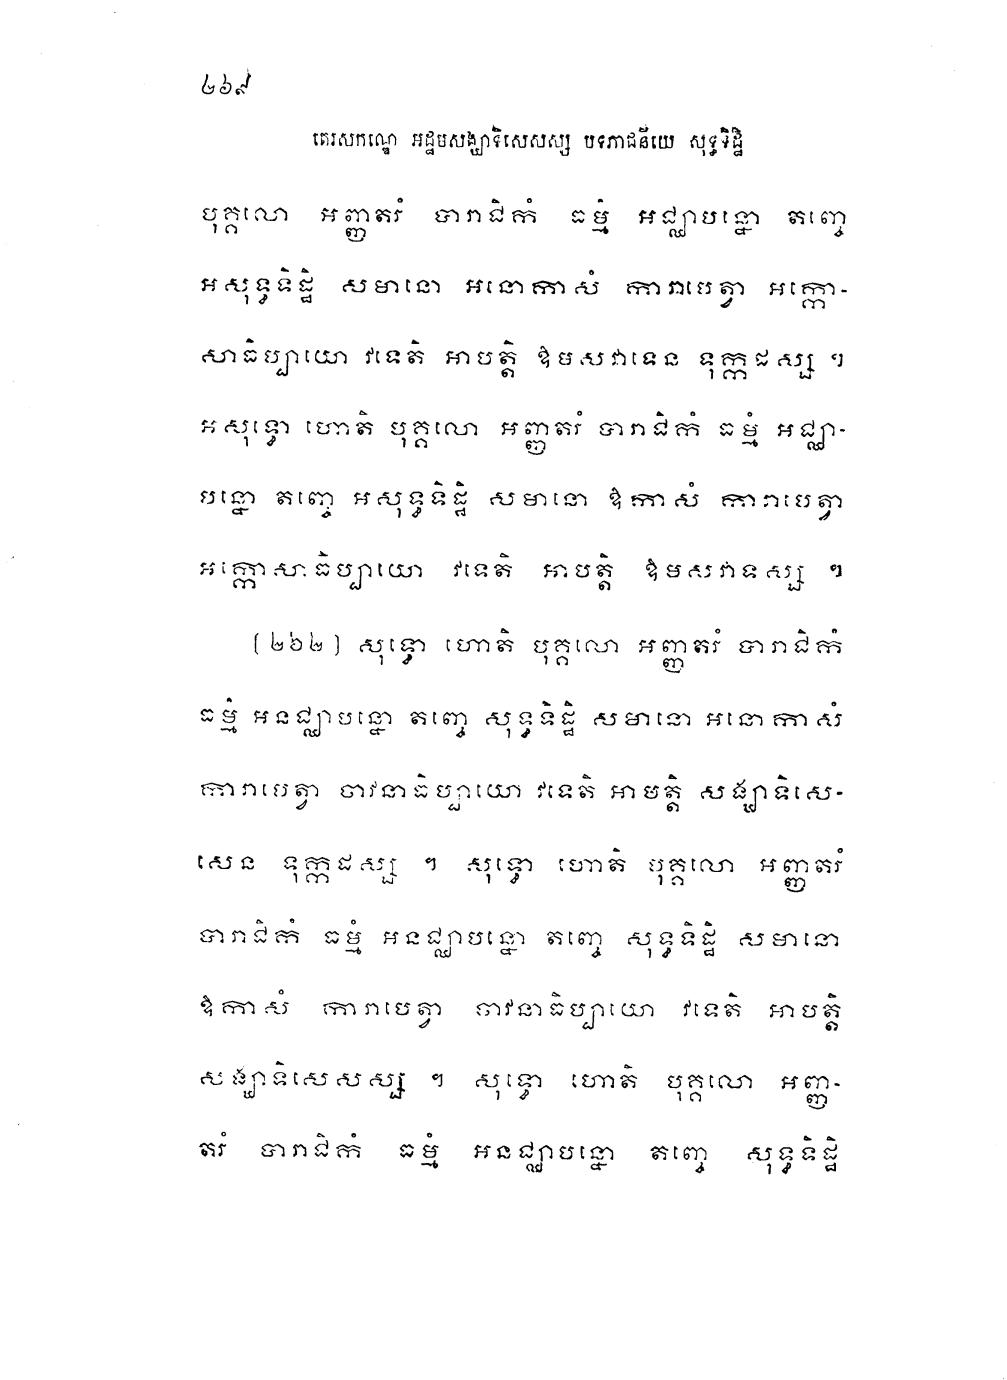 ២៦៩
តេរសកណ្ឌេ អដ្ឋមសង្ឃាទិសេសស្ស បទភាជនីយេ សុទ្ធទិដ្ឋិ
បុគ្គលោ អញ្ញតរំ បារាជិកំ ធម្មំ អជ្ឈាបន្នោ តញ្ចេ
អសុទ្ធទិដ្ឋិ សមានោ អនោកាសំ ការាបេត្វា អក្កោ-
សាធិប្បាយោ វទេតិ អាបត្តិ ឱមសវាទេន ទុក្កដស្ស ។
អសុទ្ធោ ហោតិ បុគ្គលោ អញ្ញតរំ បារាជិកំ ធម្មំ អជ្ឈា-
បន្នោ តញ្ចេ អសុទ្ធទិដ្ឋិ សមានោ ឱកាសំ ការាបេត្វា
អក្កោសាធិប្បាយោ វទេតិ អាបត្តិ ឱមសវាទស្ស ។
[២៦២] សុទ្ធោ ហោតិ បុគ្គលោ អញ្ញតរំ បារាជិកំ
ធម្មំ អនជ្ឈាបន្នោ តញ្ចេ សុទ្ធទិដ្ឋិ សមានោ អនោកាសំ
ការាបេត្វា ចាវនាធិប្បាយោ វទេតិ អាបត្តិ សង្ឃាទិសេ-
សេន ទុក្កដស្ស ។ សុទ្ធោ ហោតិ បុគ្គលោ អញ្ញតរំ
បារាជិកំ ធម្មំ អនជ្ឈាបន្នោ តញ្ចេ សុទ្ធទិដ្ឋិ សមានោ
ឱកាសំ ការាបេត្វា ចាវនាធិប្បាយោ វទេតិ អាបត្តិ
សង្ឃាទិសេសស្ស ។ សុទ្ធោ ហោតិ បុគ្គលោ អញ្ញ-
តរំ បារាជិកំ ធម្មំ អនជ្ឈាបន្នោ តញ្ចេ សុទ្ធទិដ្ឋិ